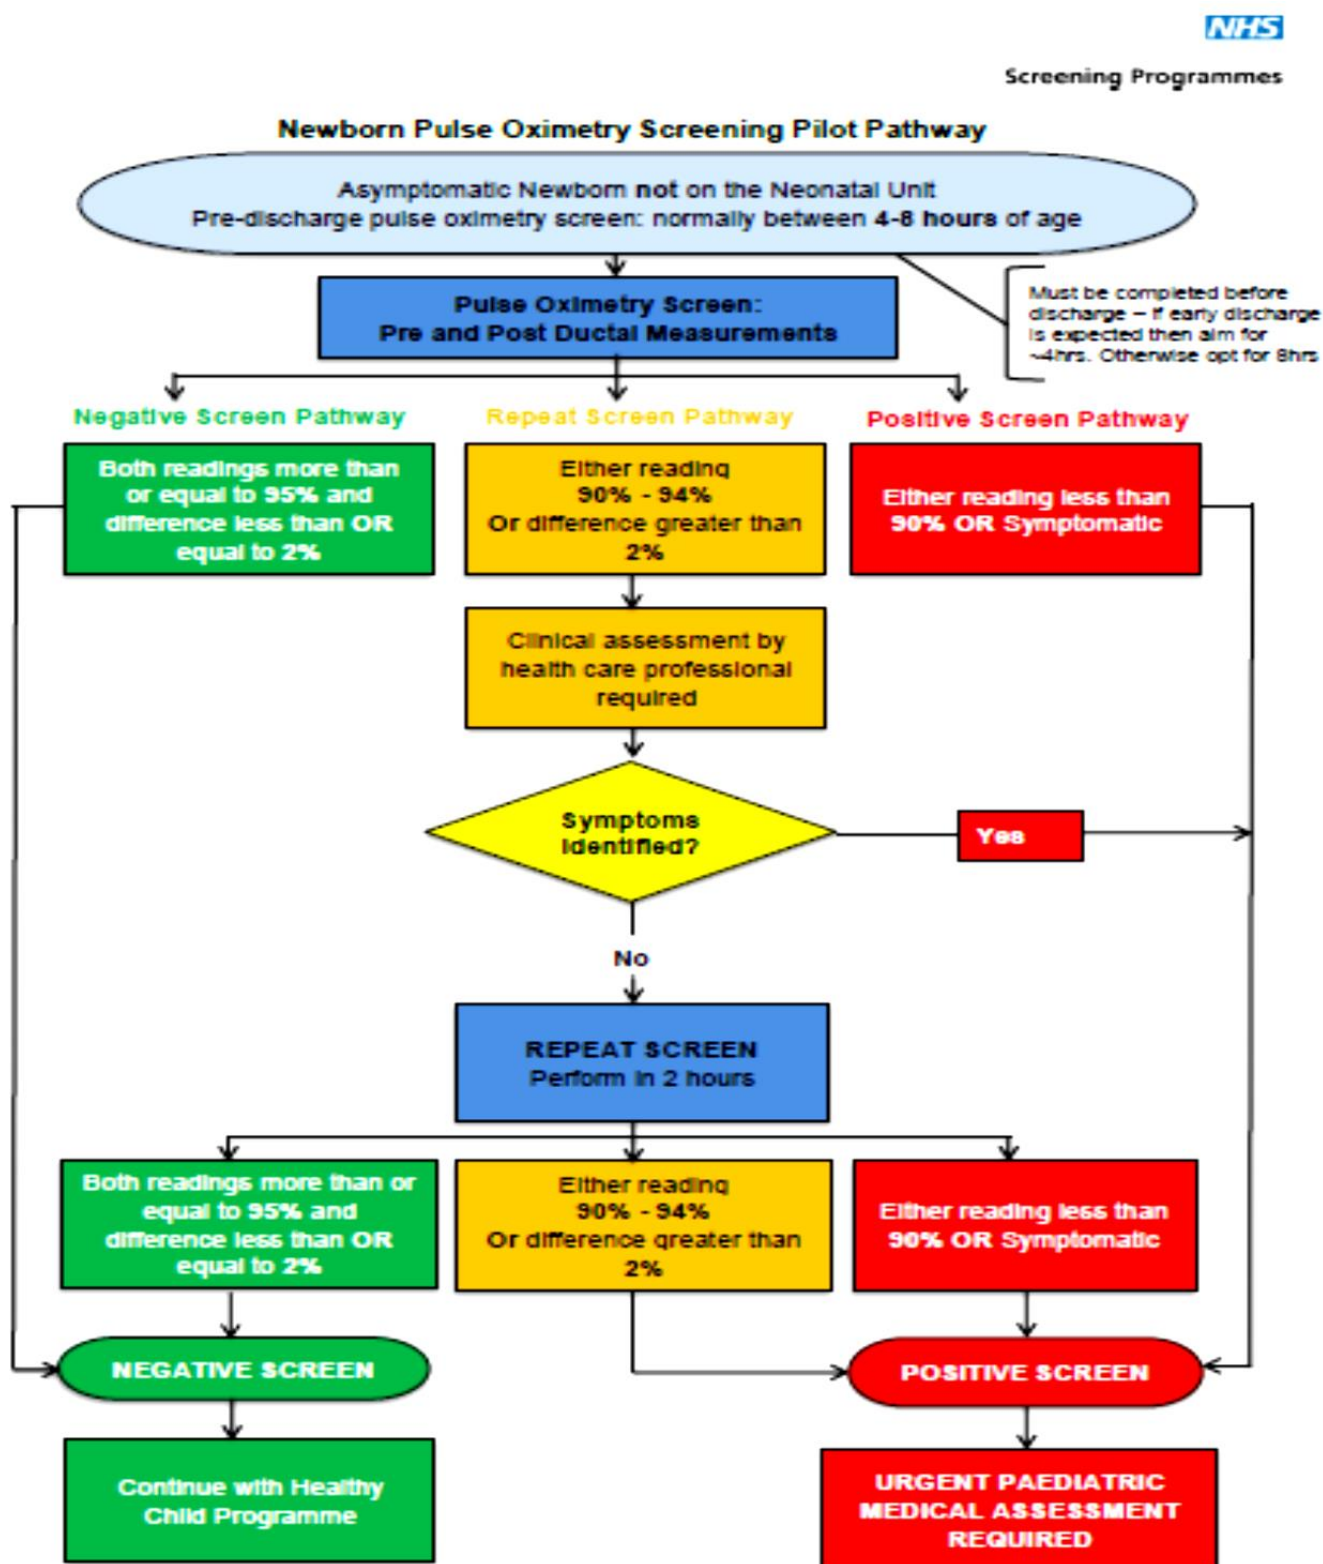 NHS
Screening Programmes
Newborn Pulse Oximetry Screening Pilot Pathway
Asymptomatic Newborn not on the Neonatal Unit
Pre-discharge pulse oximetry screen: normally between 4-8 hours of age
Pulse Oximetry Screen:
Pre and Post Ductal Measurements
Must be completed before
discharge – if early discharge
is expected then aim for
~4hrs. Otherwise opt for 8hrs
Negative Screen Pathway
Both readings more than
or equal to 95% and
difference less than OR
equal to 2%
Repeat Screen Pathway
Either reading
90% - 94%
Or difference greater than
2%
Positive Screen Pathway
Either reading less than
90% OR Symptomatic
Clinical assessment by
health care professional
required
Symptoms
identified?
Yes
No
REPEAT SCREEN
Perform in 2 hours
Both readings more than or
equal to 95% and
difference less than OR
equal to 2%
Either reading
90% - 94%
Or difference greater than
2%
Either reading less than
90% OR Symptomatic
NEGATIVE SCREEN
POSITIVE SCREEN
Continue with Healthy
Child Programme
URGENT PAEDIATRIC
MEDICAL ASSESSMENT
REQUIRED